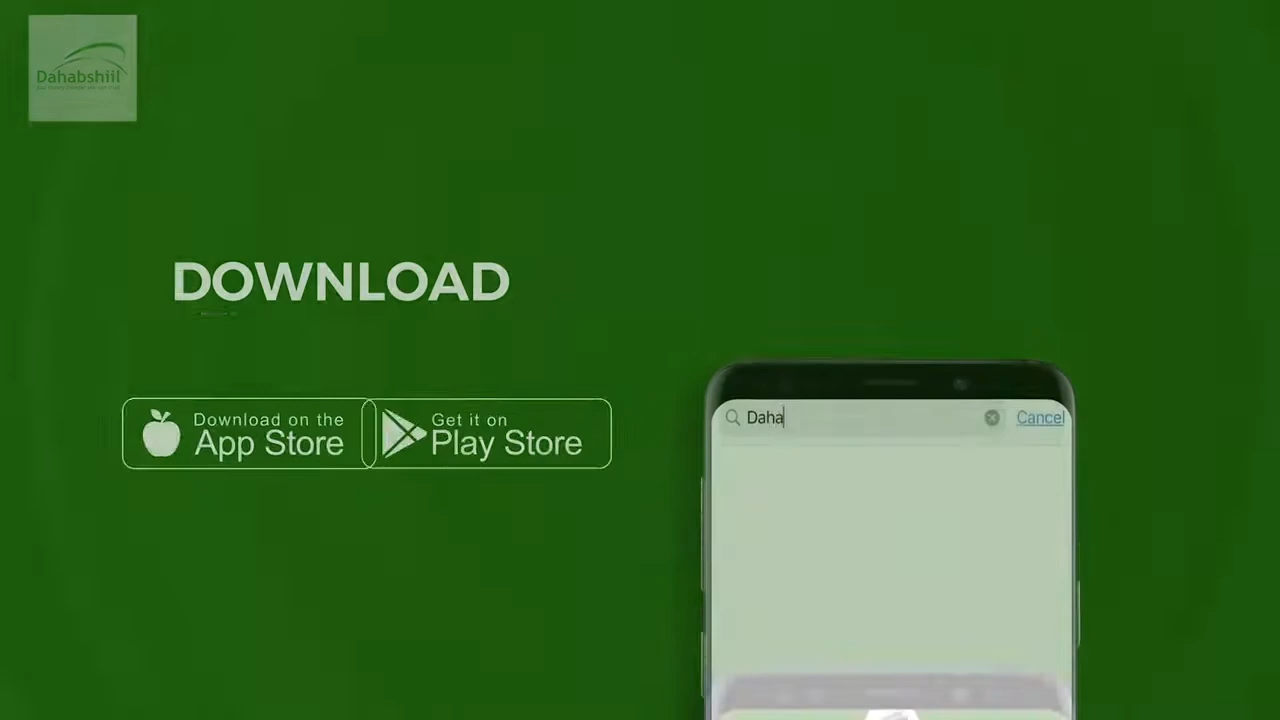 Dahabshiil
DOWNLOAD
Download on the
App Store
Get it on
Play Store
Daha
Cancel